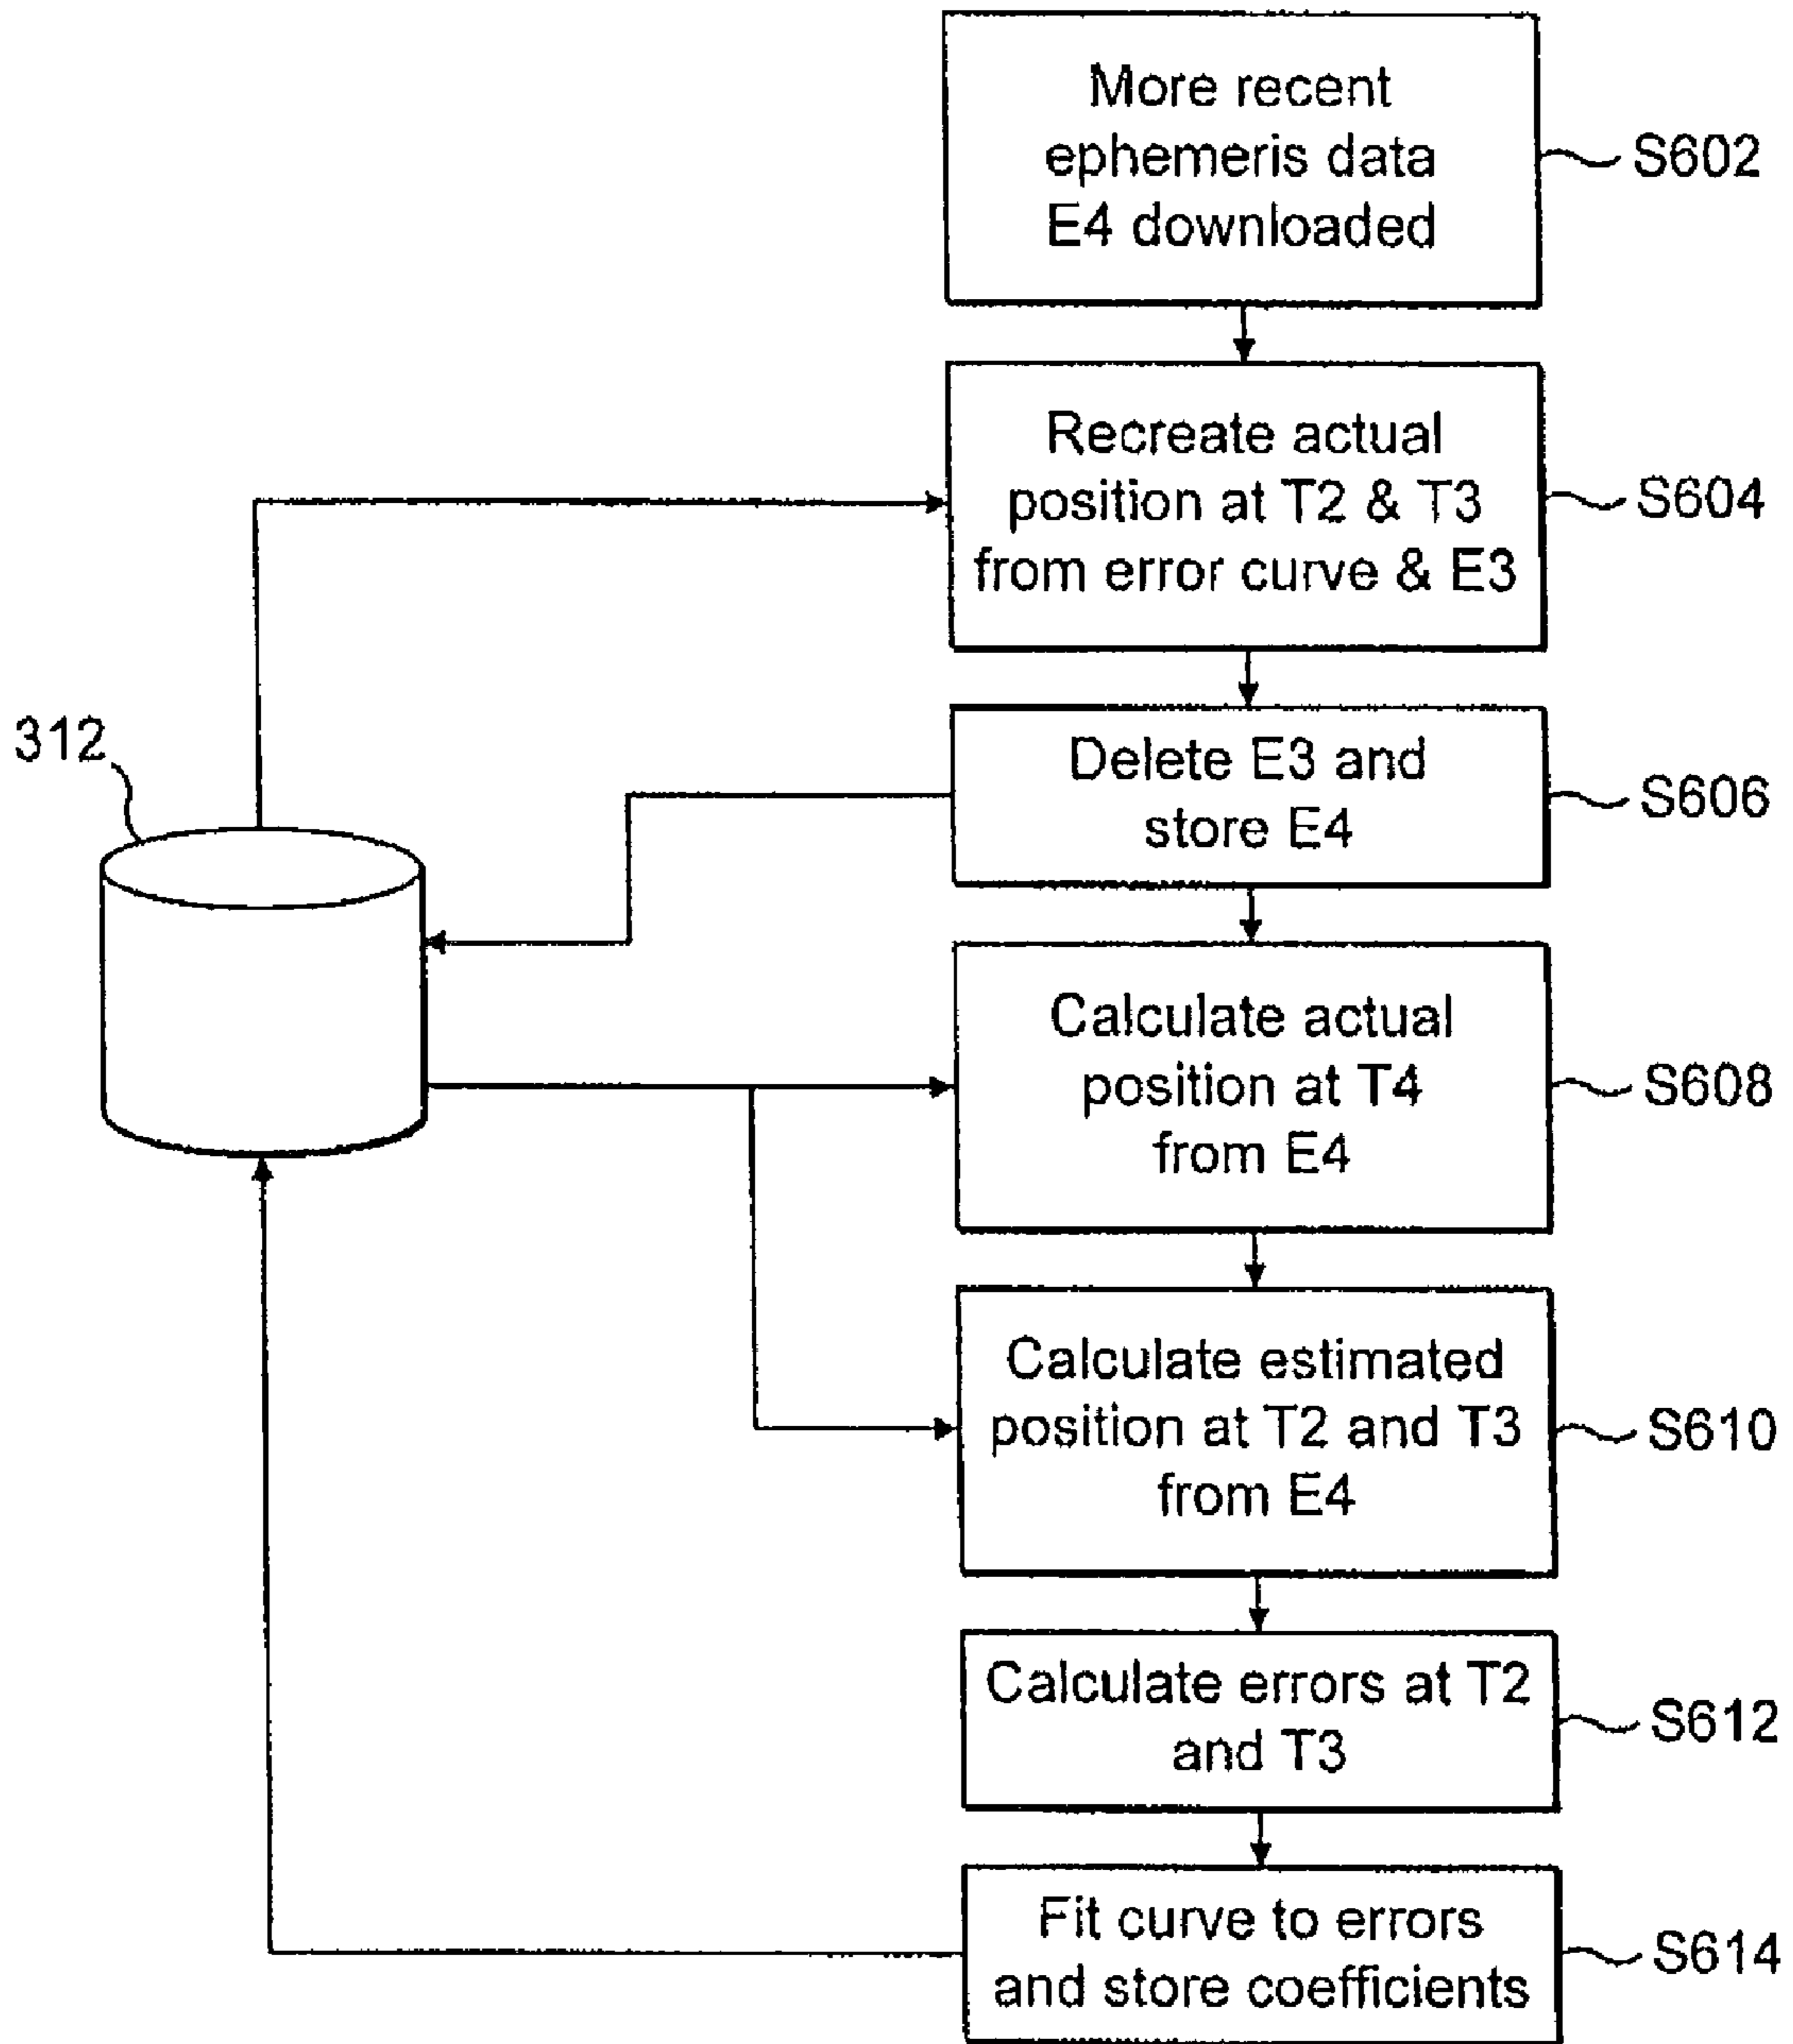 More recent
ephemeris data
E4 downloaded
S602
Recreate actual
position at T2 & T3
from error curve & E3
S604
312
Delete E3 and
store E4
S606
Calculate actual
position at T4
from E4
S608
Calculate estimated
position at T2 and T3
from E4
S610
Calculate errors at T2
and T3
S612
Fit curve to errors
and store coefficients
S614